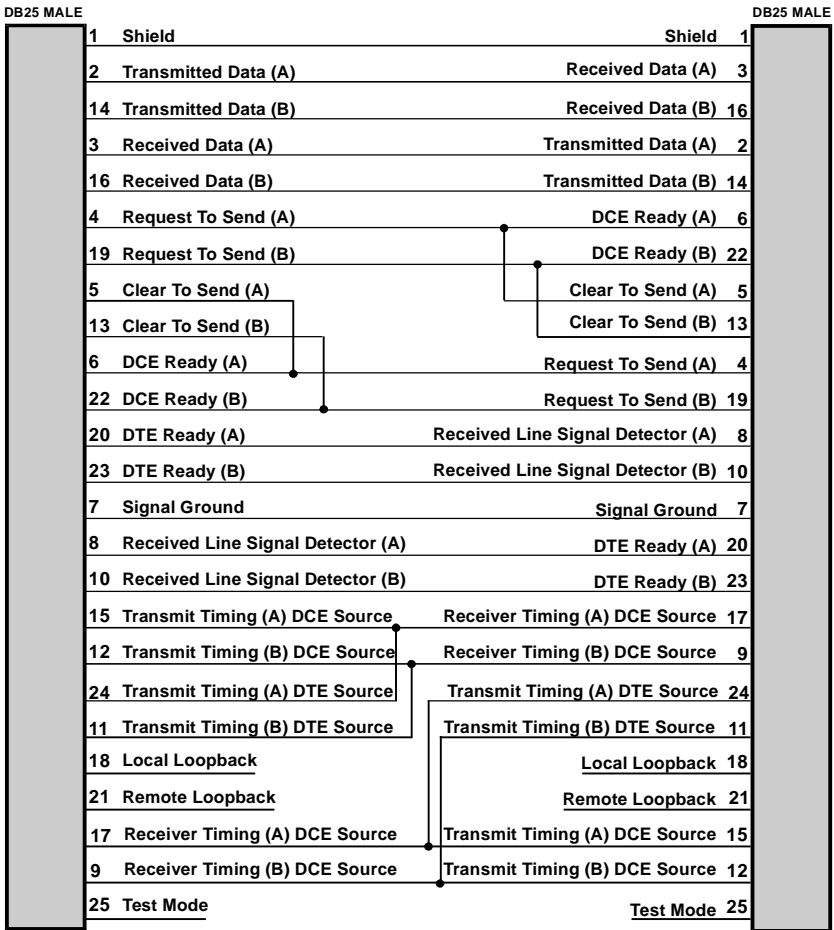 DB25 MALE DB25 MALE
1 Shield Shield 1
2 Transmitted Data (A) Received Data (A) 3
14 Transmitted Data (B) Received Data (B) 16
3 Received Data (A) Transmitted Data (A) 2
16 Received Data (B) Transmitted Data (B) 14
4 Request To Send (A) DCE Ready (A) 6
19 Request To Send (B) DCE Ready (B) 22
5 Clear To Send (A) Clear To Send (A) 5
13 Clear To Send (B) Clear To Send (B) 13
6 DCE Ready (A) Request To Send (A) 4
22 DCE Ready (B) Request To Send (B) 19
20 DTE Ready (A) Received Line Signal Detector (A) 8
23 DTE Ready (B) Received Line Signal Detector (B) 10
7 Signal Ground Signal Ground 7
8 Received Line Signal Detector (A) DTE Ready (A) 20
10 Received Line Signal Detector (B) DTE Ready (B) 23
15 Transmit Timing (A) DCE Source Receiver Timing (A) DCE Source 17
12 Transmit Timing (B) DCE Source Receiver Timing (B) DCE Source 9
24 Transmit Timing (A) DTE Source Transmit Timing (A) DTE Source 24
11 Transmit Timing (B) DTE Source Transmit Timing (B) DTE Source 11
18 Local Loopback Local Loopback 18
21 Remote Loopback Remote Loopback 21
17 Receiver Timing (A) DCE Source Transmit Timing (A) DCE Source 15
9 Receiver Timing (B) DCE Source Transmit Timing (B) DCE Source 12
25 Test Mode Test Mode 25